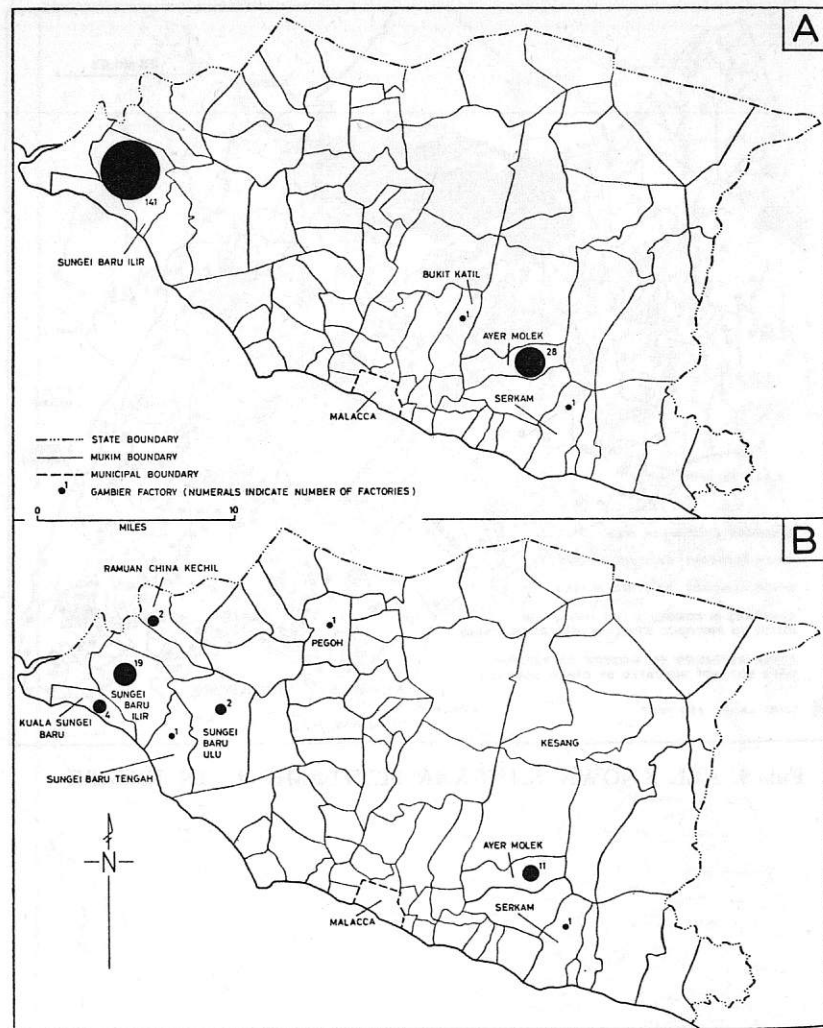 A
141
SUNGEI BARU ILIR
BUKIT KATIL
1
AYER MOLEK
28
SERKAM
1
MALACCA
STATE BOUNDARY
MUKIM BOUNDARY
MUNICIPAL BOUNDARY
1 GAMBIER FACTORY (NUMERALS INDICATE NUMBER OF FACTORIES)
0 10
MILES
B
RAMUAN CHINA KECHIL
2
1
PEGOH
19
SUNGEI
BARU
ILIR
KUALA SUNGEI
BARU
4
1
2
SUNGEI
BARU
ULU
SUNGEI BARU TENGAH
KESANG
N
AYER MOLEK
11
SERKAM
1
MALACCA